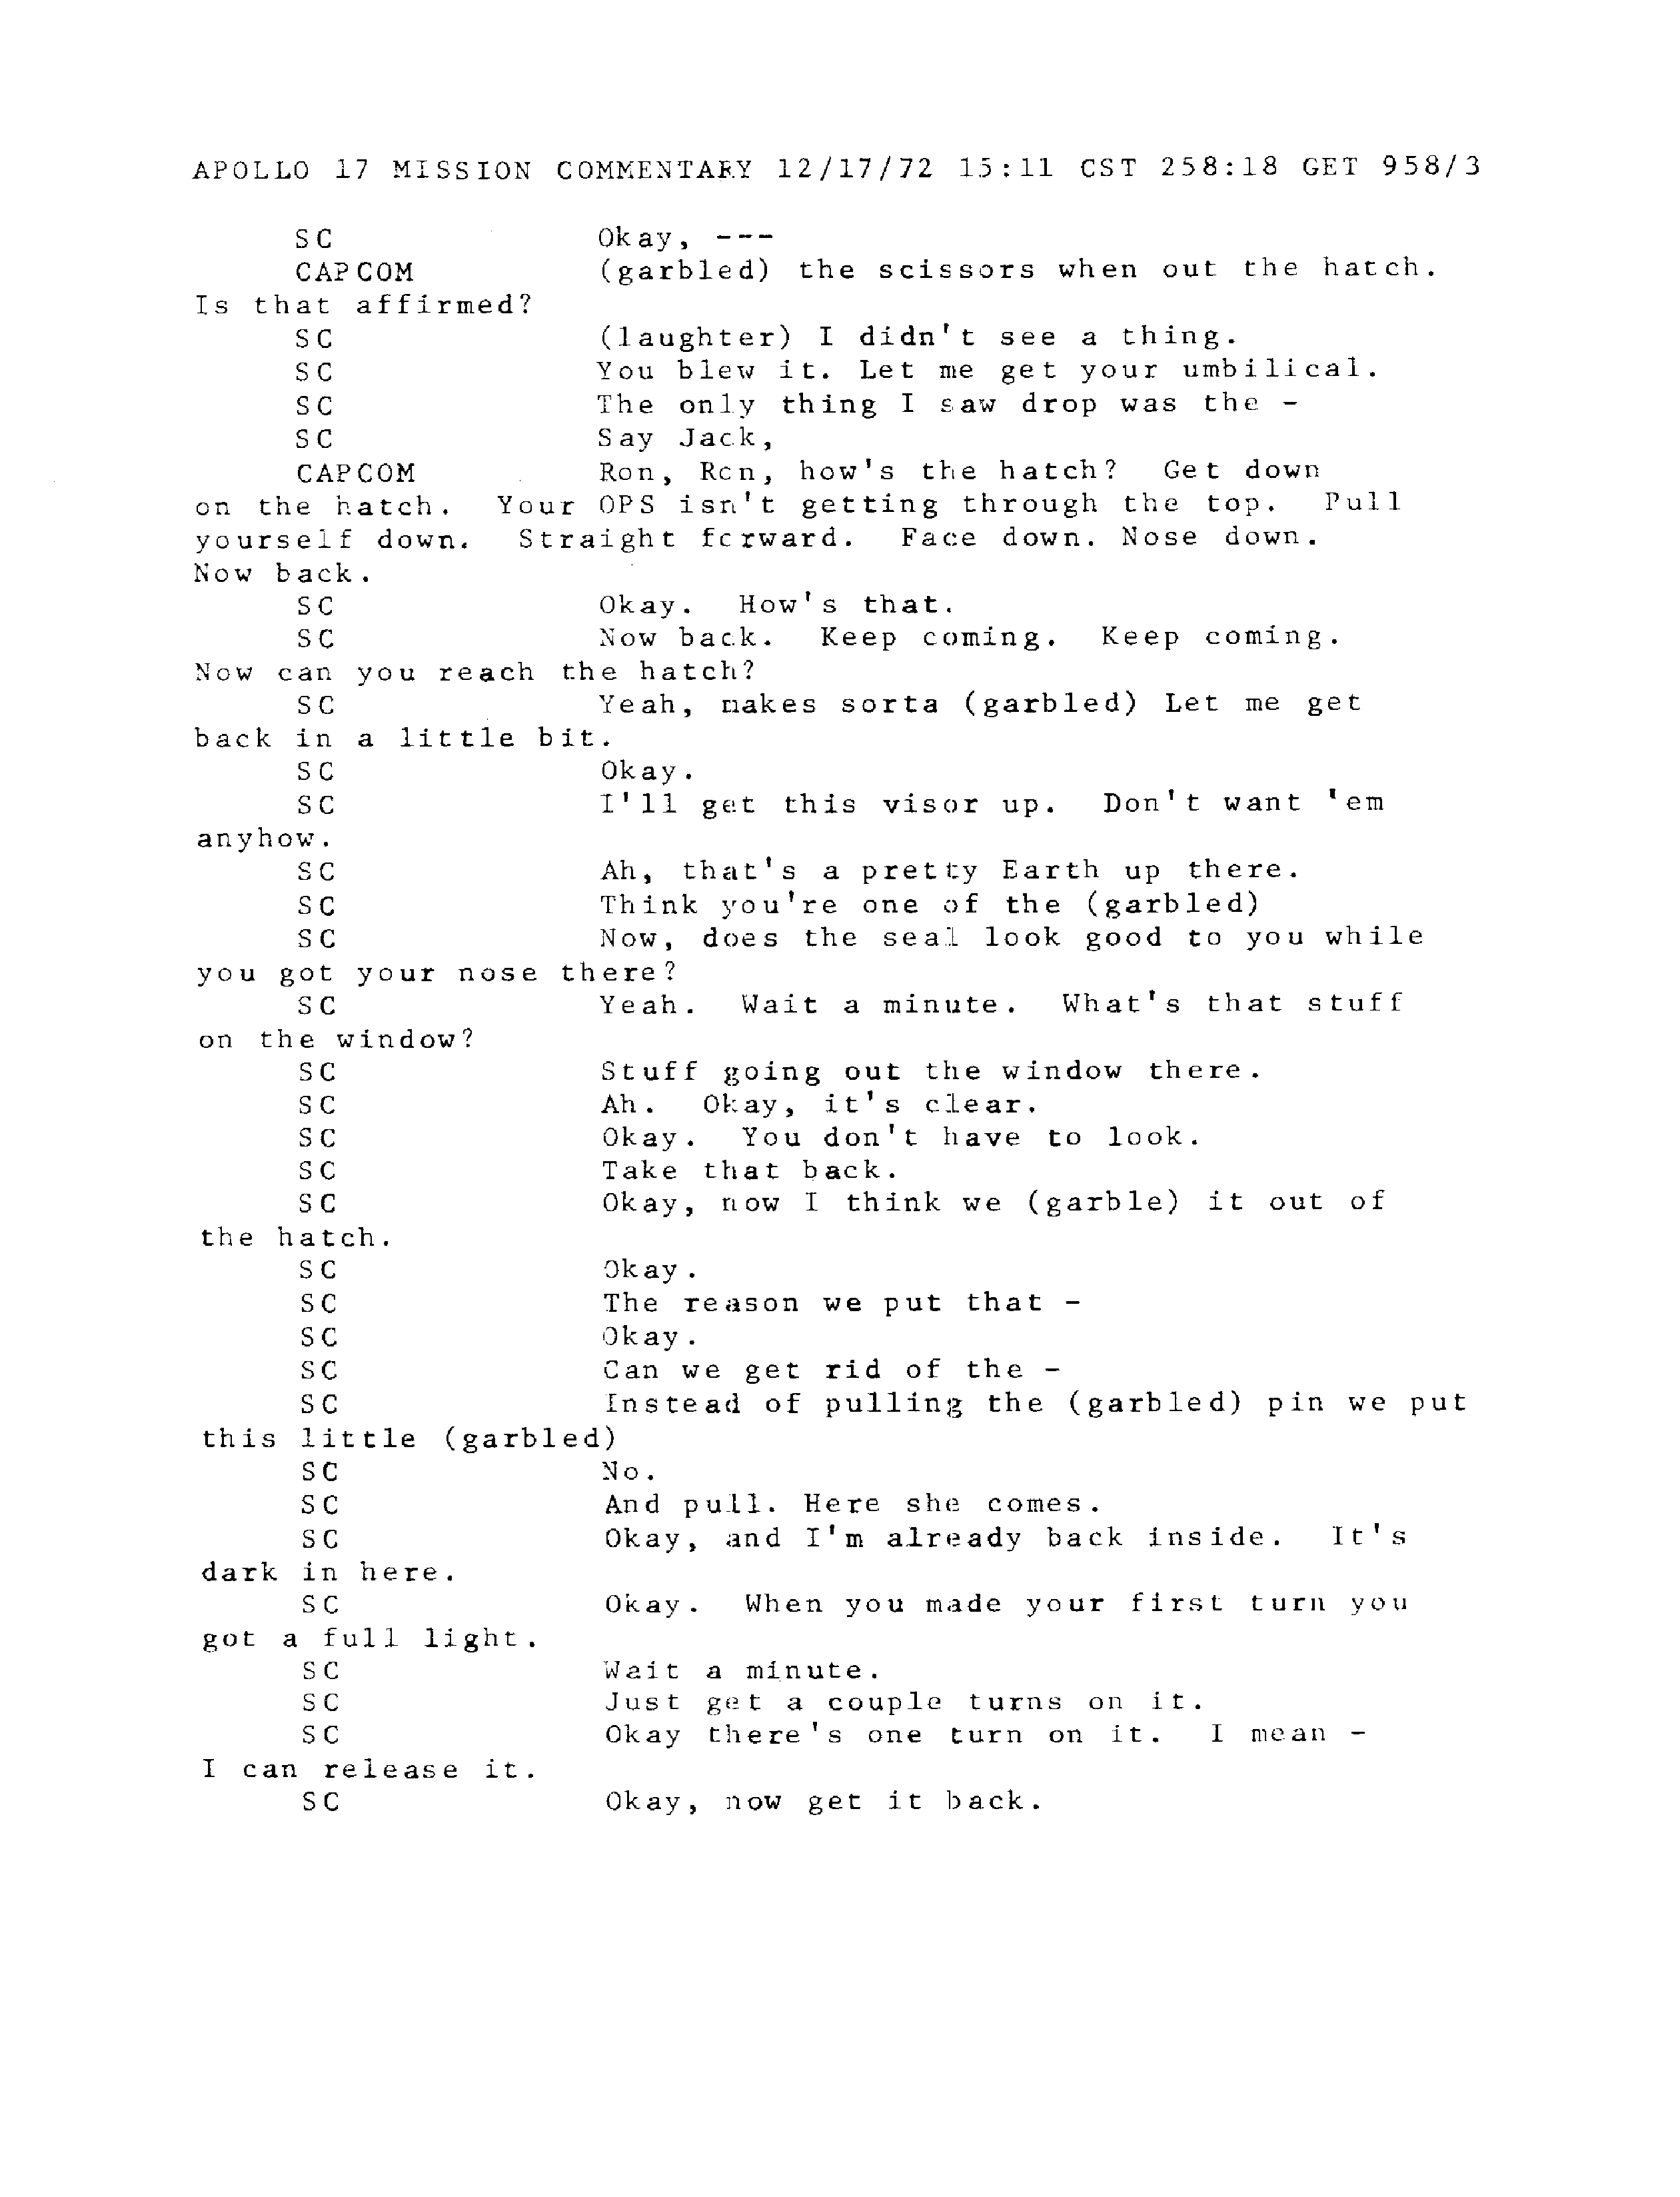 APOLLO 17 MISSION COMMENTARY 12/17/72 15:11 CST 258:18 GET 958/3
SC Okay, ---
CAPCOM (garbled) the scissors when out the hatch.
Is that affirmed?
SC (laughter) I didn't see a thing.
SC You blew it. Let me get your umbilical.
SC The only thing I saw drop was the -
SC Say Jack,
CAPCOM Ron, Ron, how's the hatch? Get down
on the hatch. Your OPS isn't getting through the top. Pull
yourself down. Straight forward. Face down. Nose down.
Now back.
SC Okay. How's that.
SC Now back. Keep coming. Keep coming.
Now can you reach the hatch?
SC Yeah, makes sorta (garbled) Let me get
back in a little bit.
SC Okay.
SC I'll get this visor up. Don't want 'em
anyhow.
SC Ah, that's a pretty Earth up there.
SC Think you're one of the (garbled)
SC Now, does the seal look good to you while
you got your nose there?
SC Yeah. Wait a minute. What's that stuff
on the window?
SC Stuff going out the window there.
SC Ah. Okay, it's clear.
SC Okay. You don't have to look.
SC Take that back.
SC Okay, now I think we (garble) it out of
the hatch.
SC Okay.
SC The reason we put that -
SC Okay.
SC Can we get rid of the -
SC Instead of pulling the (garbled) pin we put
this little (garbled)
SC No.
SC And pull. Here she comes.
SC Okay, and I'm already back inside. It's
dark in here.
SC Okay. When you made your first turn you
got a full light.
SC Wait a minute.
SC Just get a couple turns on it.
SC Okay there's one turn on it. I mean -
I can release it.
SC Okay, now get it back.